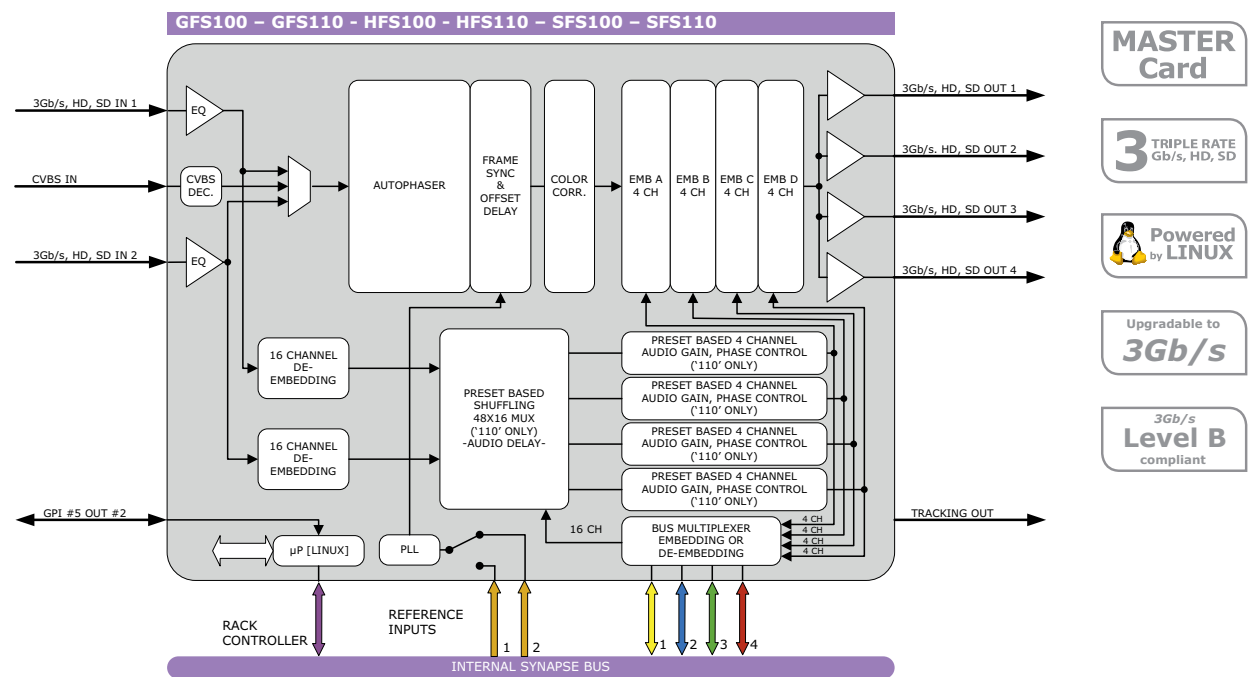 GFS100 – GFS110 - HFS100 - HFS110 – SFS100 - SFS110
3Gb/s, HD, SD IN 1
CVBS IN
3Gb/s, HD, SD IN 2
GPI #5 OUT #2
EQ
CVBS
DEC.
EQ
AUTOPHASER
FRAME
SYNC
&
OFFSET
DELAY
COLOR
CORR.
EMB A
4 CH
EMB B
4 CH
EMB C
4 CH
EMB D
4 CH
3Gb/s, HD, SD OUT 1
3Gb/s. HD, SD OUT 2
3Gb/s, HD, SD OUT 3
3Gb/s, HD, SD OUT 4
16 CHANNEL
DE-
EMBEDDING
16 CHANNEL
DE-
EMBEDDING
PRESET BASED
SHUFFLING
48X16 MUX
('110' ONLY)
-AUDIO DELAY-
PRESET BASED 4 CHANNEL
AUDIO GAIN, PHASE CONTROL
('110' ONLY)
PRESET BASED 4 CHANNEL
AUDIO GAIN, PHASE CONTROL
('110' ONLY)
PRESET BASED 4 CHANNEL
AUDIO GAIN, PHASE CONTROL
('110' ONLY)
PRESET BASED 4 CHANNEL
AUDIO GAIN, PHASE CONTROL
('110' ONLY)
µP [LINUX]
PLL
16 CH
BUS MULTIPLEXER
EMBEDDING OR
DE-EMBEDDING
4 CH
4 CH
4 CH
4 CH
TRACKING OUT
RACK
CONTROLLER
REFERENCE
INPUTS
1
2
1
2
3
4
INTERNAL SYNAPSE BUS
MASTER
Card
3 TRIPLE RATE
Gb/s, HD, SD
Powered
by LINUX
Upgradable to
3Gb/s
3Gb/s
Level B
compliant